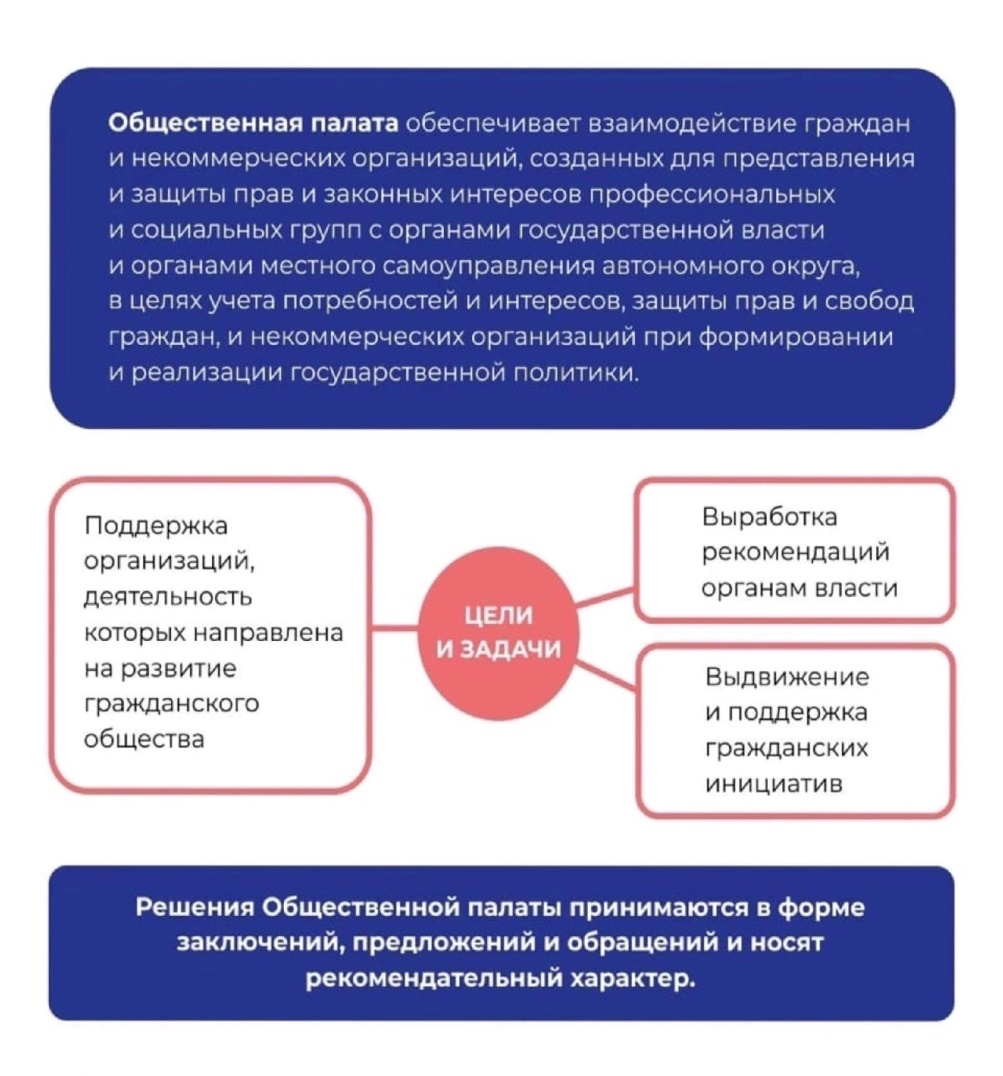 Общественная палата обеспечивает взаимодействие граждан
и некоммерческих организаций, созданных для представления
и защиты прав и законных интересов профессиональных
и социальных групп с органами государственной власти
и органами местного самоуправления автономного округа,
в целях учета потребностей и интересов, защиты прав и свобод
граждан, и некоммерческих организаций при формировании
и реализации государственной политики.
Поддержка
организаций,
деятельность
которых направлена
на развитие
гражданского
общества
ЦЕЛИ
И ЗАДАЧИ
Выработка
рекомендаций
органам власти
Выдвижение
и поддержка
гражданских
инициатив
Решения Общественной палаты принимаются в форме
заключений, предложений и обращений и носят
рекомендательный характер.